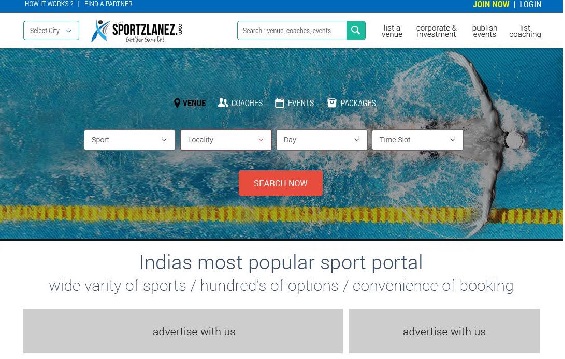 HOW IT WORKS ? | FIND A PARTNER
JOIN NOW | LOGIN
Select City
SPORTZLANEZ.COM
Search : venue, coaches, events
list a venue
corporate & investment
publish events
list coaching
VENUE
COACHES
EVENTS
PACKAGES
Sport
Locality
Day
Time Slot
SEARCH NOW
Indias most popular sport portal
wide varity of sports / hundred's of options / convenience of booking
advertise with us
advertise with us